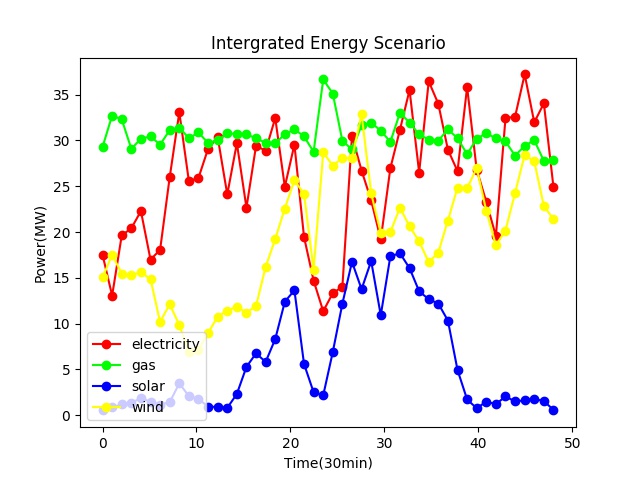 Intergrated Energy Scenario
Power(MW)
35
30
25
20
15
10
5
0
electricity
gas
solar
wind
0 10 20 30 40 50
Time(30min)